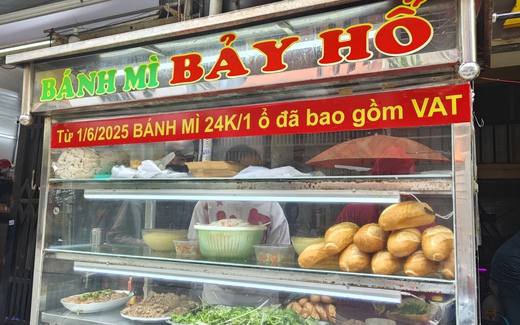 BÁNH MÌ BẢY HỔ
Từ 1/6/2025 BÁNH MÌ 24K/1 ổ đã bao gồm VAT